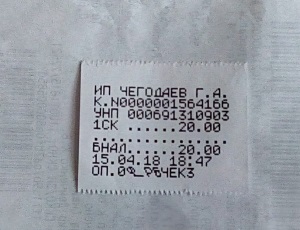 ИП ЧЕГОДАЕВ Г.А.
К.N0000001564166
УНП 000691310903
1СК ......20.00
................
БНАЛ......20.00
15.04.18 18:47